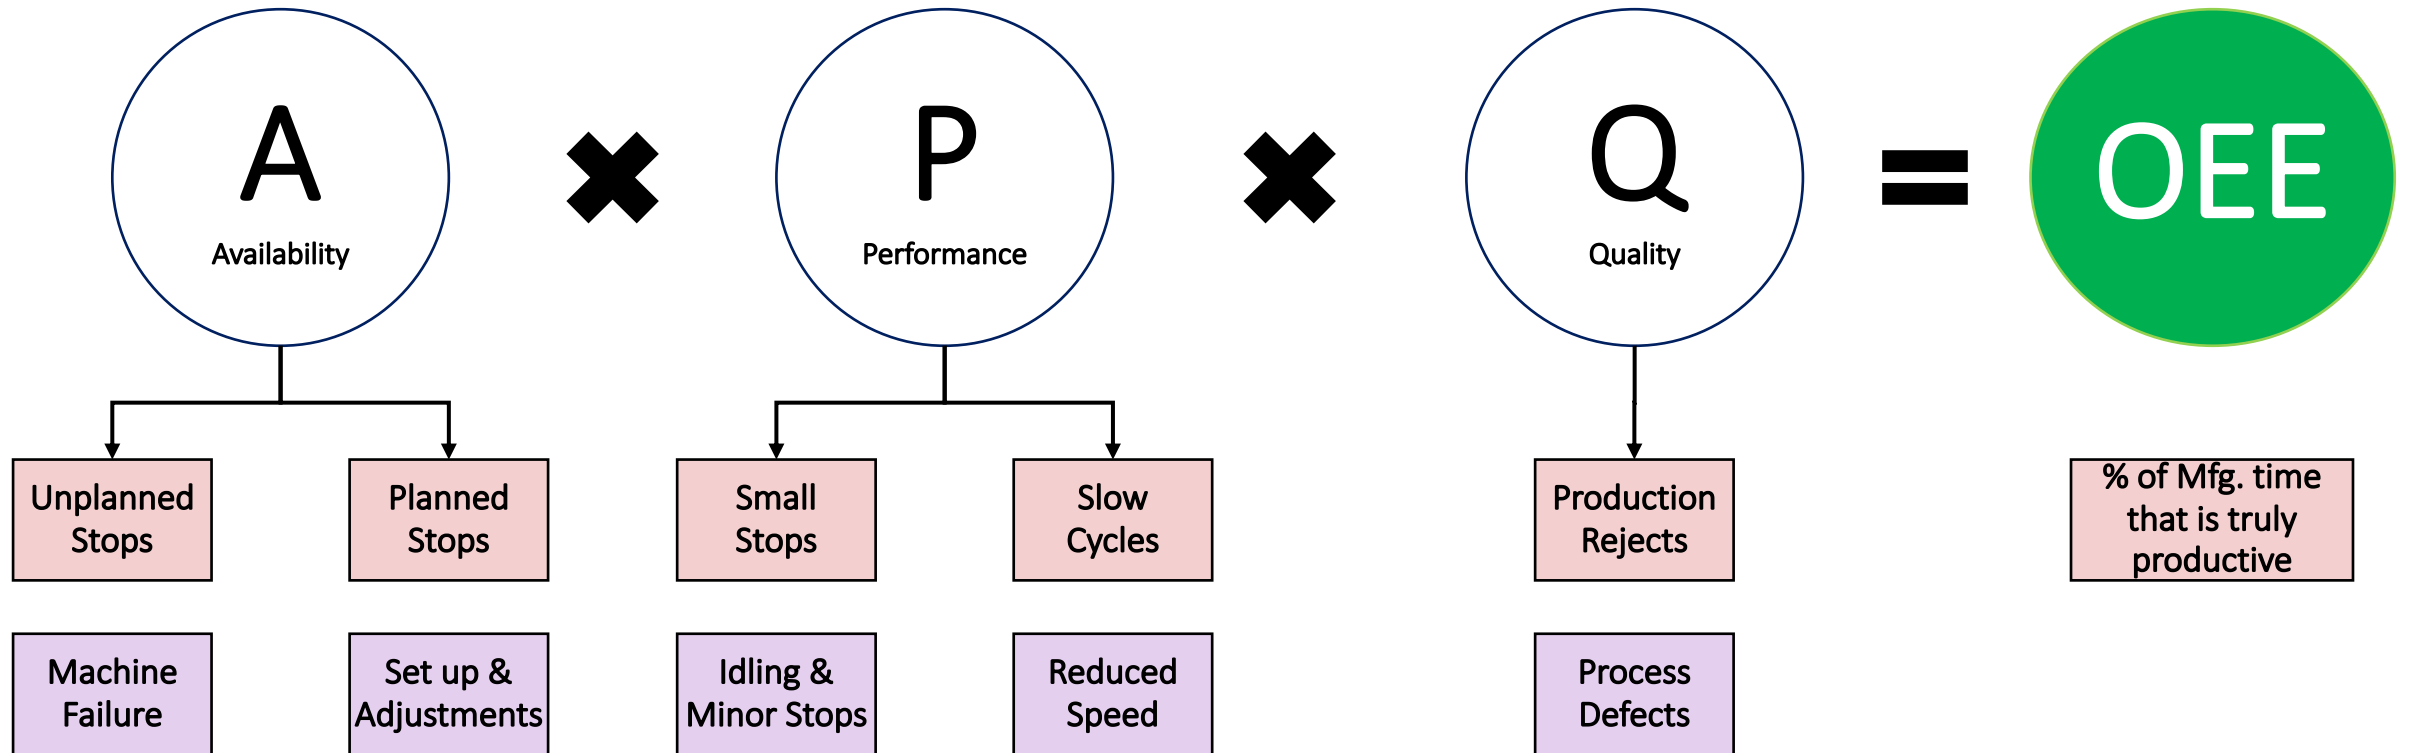 A
Availability
P
Performance
Q
Quality
OEE
Unplanned
Stops
Planned
Stops
Small
Stops
Slow
Cycles
Production
Rejects
% of Mfg. time
that is truly
productive
Machine
Failure
Set up &
Adjustments
Idling &
Minor Stops
Reduced
Speed
Process
Defects